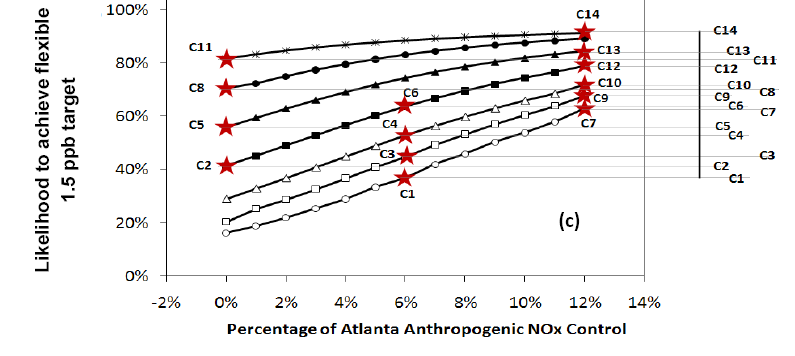 Likelihood to achieve flexible
1.5 ppb target
100%
80%
60%
40%
20%
0%
-2%
0%
2%
4%
6%
8%
10%
12%
14%
Percentage of Atlanta Anthropogenic NOx Control
C11
C8
C5
C2
C6
C4
C3
C1
C14
C13
C12
C10
C9
C7
(c)
C14
C13
C11
C12
C10
C8
C9
C6
C7
C5
C4
C3
C2
C1